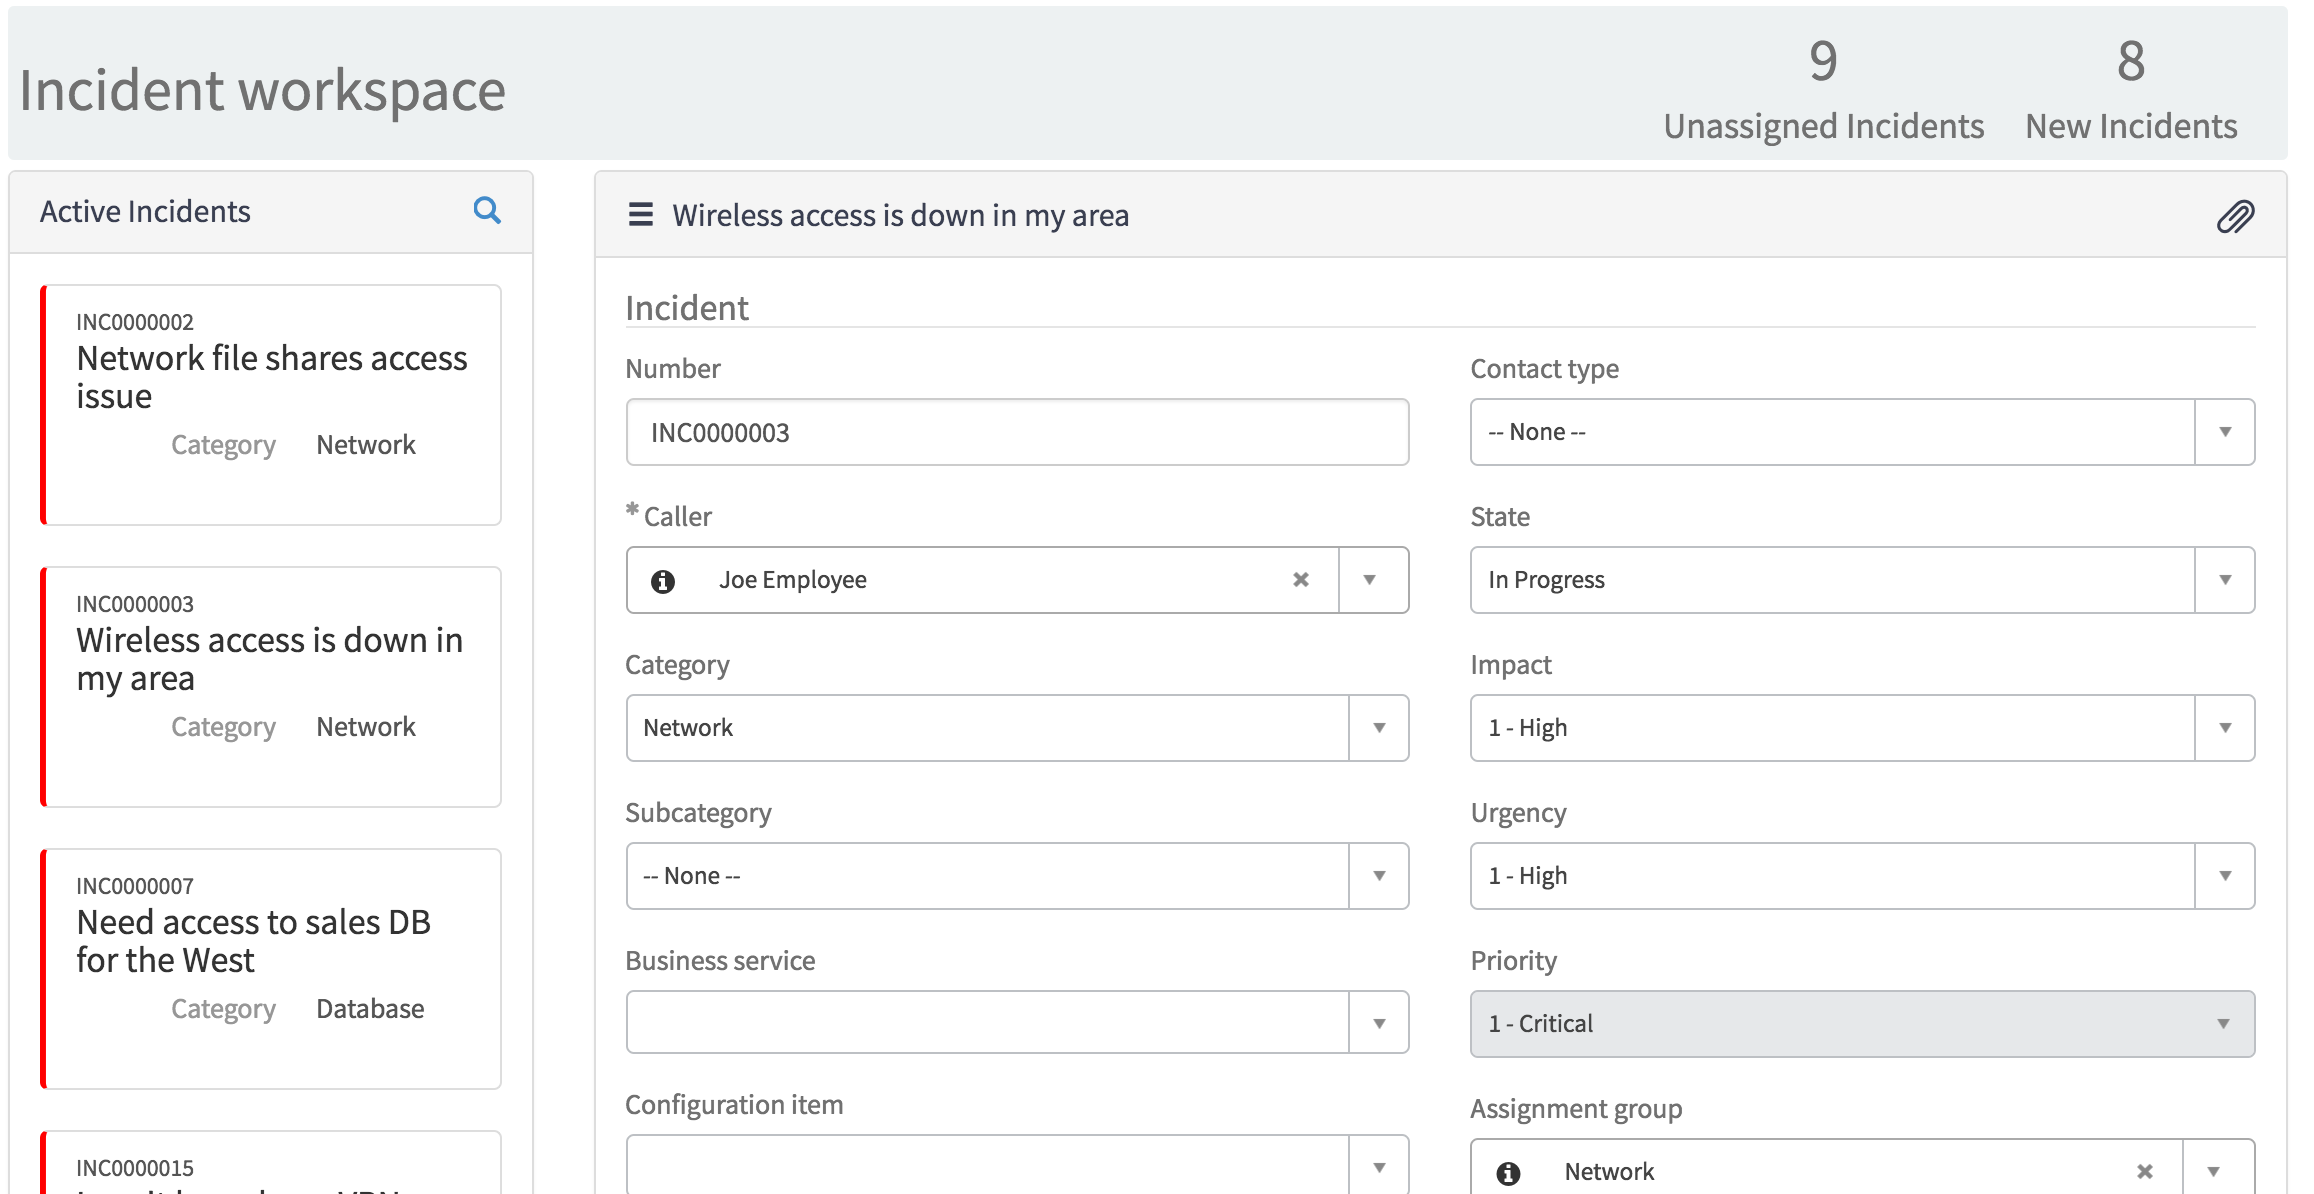 Incident workspace
9
Unassigned Incidents
8
New Incidents
Active Incidents
INC0000002
Network file shares access
issue
Category Network
INC0000003
Wireless access is down in
my area
Category Network
INC0000007
Need access to sales DB
for the West
Category Database
INC0000015
VPN
Wireless access is down in my area
Incident
Number
INC0000003
* Caller
Joe Employee
Category
Network
Subcategory
-- None --
Business service
Configuration item
Contact type
-- None --
State
In Progress
Impact
1 - High
Urgency
1 - High
Priority
1 - Critical
Assignment group
Network